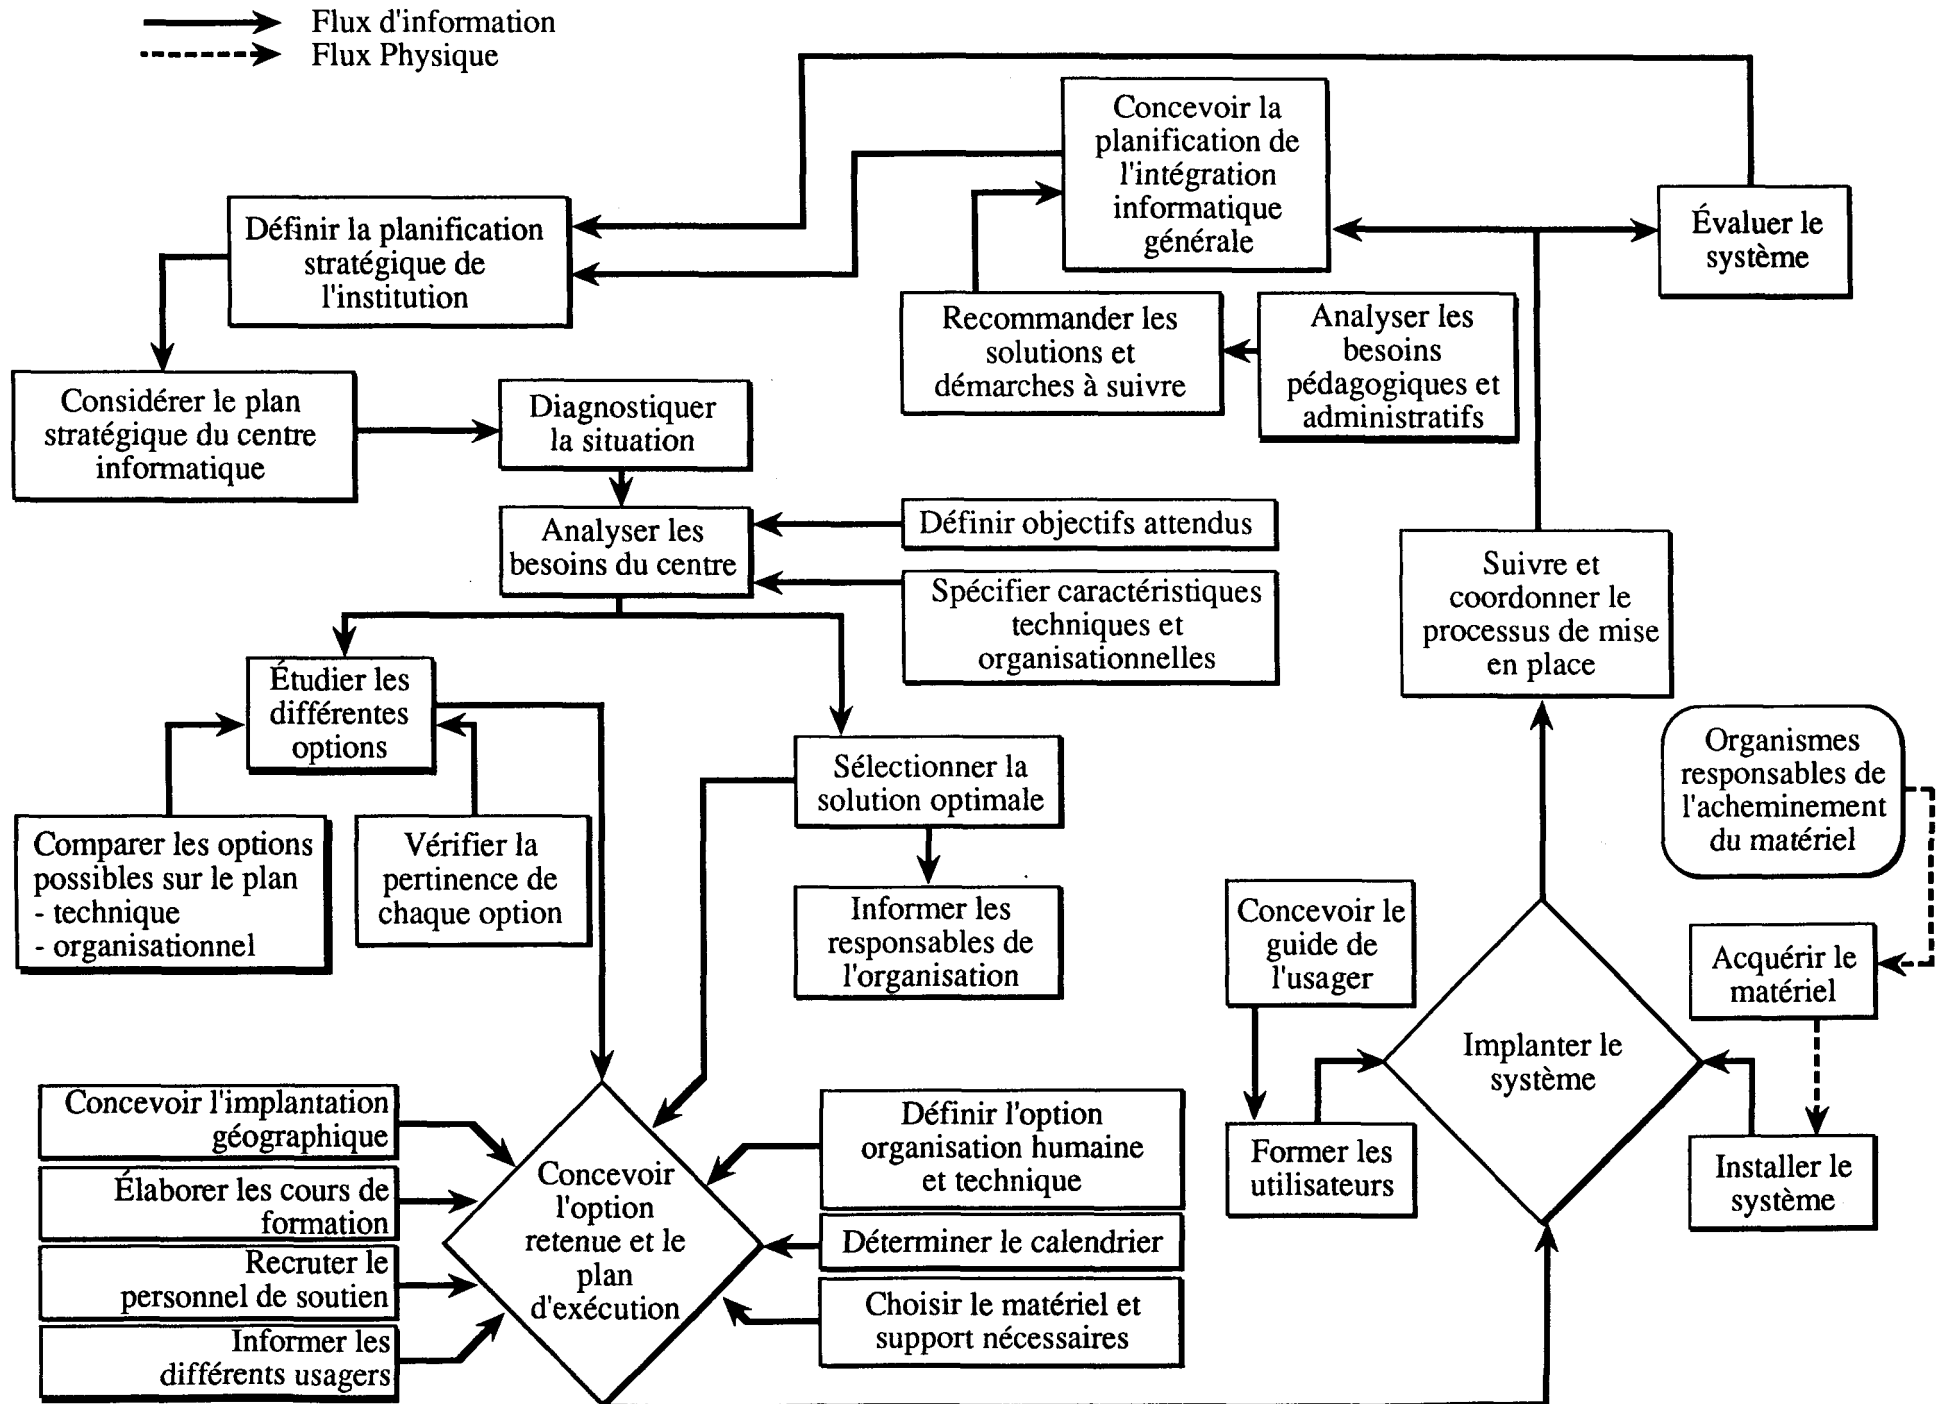 Flux d'information
Flux Physique
Concevoir la
planification de
l'intégration
informatique
générale
Définir la planification
stratégique de
l'institution
Évaluer le
système
Recommander les
solutions et
démarches à suivre
Analyser les
besoins
pédagogiques et
administratifs
Considérer le plan
stratégique du centre
informatique
Diagnostiquer
la situation
Analyser les
besoins du centre
Définir objectifs attendus
Spécifier caractéristiques
techniques et
organisationnelles
Suivre et
coordonner le
processus de mise
en place
Étudier les
différentes
options
Sélectionner la
solution optimale
Organismes
responsables de
l'acheminement
du matériel
Comparer les options
possibles sur le plan
- technique
- organisationnel
Vérifier la
pertinence de
chaque option
Informer les
responsables de
l'organisation
Concevoir le
guide de
l'usager
Acquérir le
matériel
Implanter le
système
Former les
utilisateurs
Installer le
système
Concevoir l'implantation
géographique
Élaborer les cours de
formation
Recruter le
personnel de soutien
Informer les
différents usagers
Concevoir
l'option
retenue et le
plan
d'exécution
Définir l'option
organisation humaine
et technique
Déterminer le calendrier
Choisir le matériel et
support nécessaires